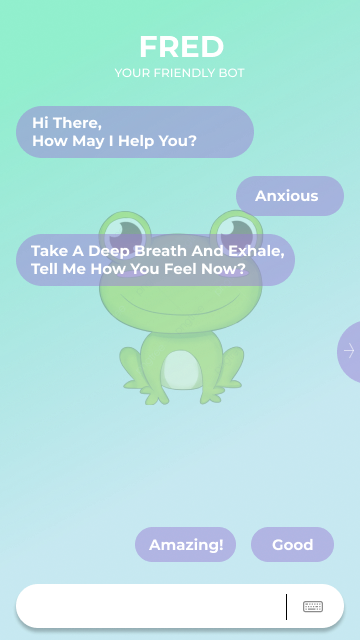 FRED
YOUR FRIENDLY BOT
Hi There,
How May I Help You?
Anxious
Take A Deep Breath And Exhale,
Tell Me How You Feel Now?
Amazing!
Good